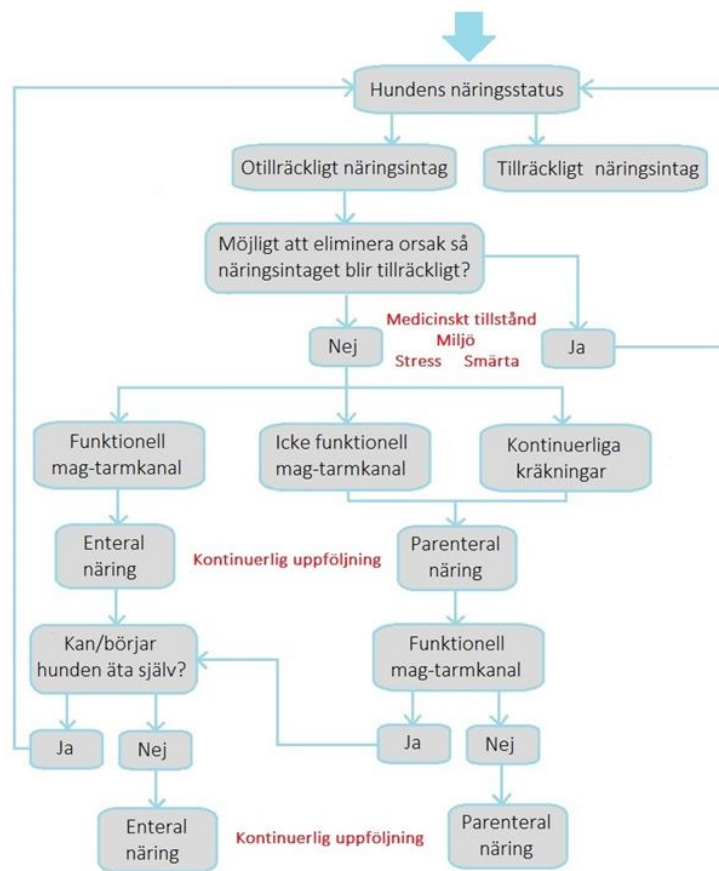 Hundens näringsstatus
Otillräckligt näringsintag
Tillräckligt näringsintag
Möjligt att eliminera orsak så
näringsintaget blir tillräckligt?
Medicinskt tillstånd
Miljö
Stress Smärta
Nej
Ja
Funktionell
mag-tarmkanal
Icke funktionell
mag-tarmkanal
Kontinuerliga
kräkningar
Enteral
näring
Kontinuerlig uppföljning
Parenteral
näring
Kan/börjar
hunden äta själv?
Funktionell
mag-tarmkanal
Ja
Nej
Ja
Nej
Enteral
näring
Kontinuerlig uppföljning
Parenteral
näring